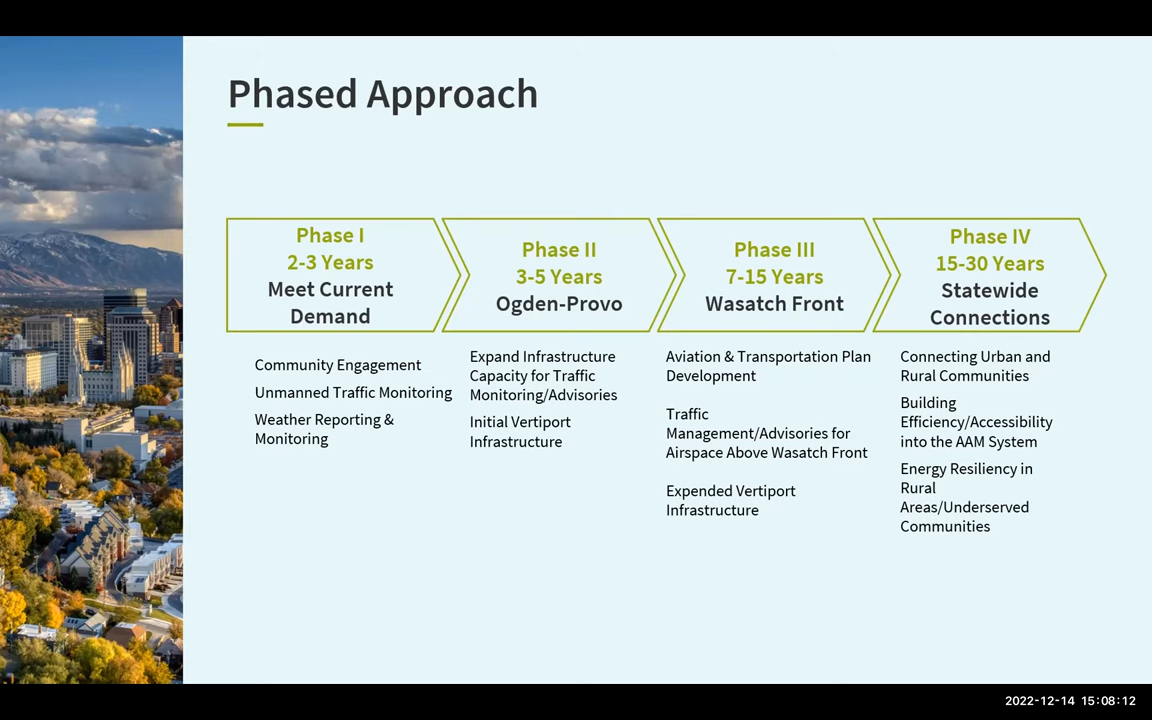 Phased Approach
Phase I
2-3 Years
Meet Current
Demand
Community Engagement
Unmanned Traffic Monitoring
Weather Reporting &
Monitoring
Phase II
3-5 Years
Ogden-Provo
Expand Infrastructure
Capacity for Traffic
Monitoring/Advisories
Initial Vertiport
Infrastructure
Phase III
7-15 Years
Wasatch Front
Aviation & Transportation Plan
Development
Traffic
Management/Advisories for
Airspace Above Wasatch Front
Expended Vertiport
Infrastructure
Phase IV
15-30 Years
Statewide
Connections
Connecting Urban and
Rural Communities
Building
Efficiency/Accessibility
into the AAM System
Energy Resiliency in
Rural
Areas/Underserved
Communities
2022-12-14 15:08:12